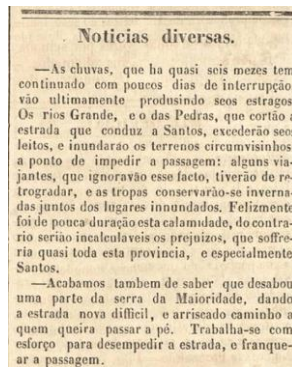 Noticias diversas.
—As chuvas, que ha quasi seis mezes tem
continuado com poucos dias de interrupção
vão ultimamente produsindo seos estragos
Os rios Grande, e o das Pedras, que cortão a
estrada que conduz a Santos, excederão seos
leitos, e inundarão os terrenos circumvisinhos
a ponto de impedir a passagem: alguns via-
jantes, que ignoravão esse facto, tiverão de re-
trogradar, e as tropas conservarão-se inverna-
das juntos dos lugares innundados. Felizmente
foi de pouca duração esta calamidade, do contra-
rio serião incalculaveis os prejuizos, que soffre-
ria quasi toda esta provincia, e especialmente
Santos.
—Acabamos tambem de saber que desabou
uma parte da serra da Maioridade, dando
a estrada nova difficil, e arriscado caminho a
quem queira passar a pé. Trabalha-se com
esforço para desempedir a estrada, e franque-
ar a passagem.